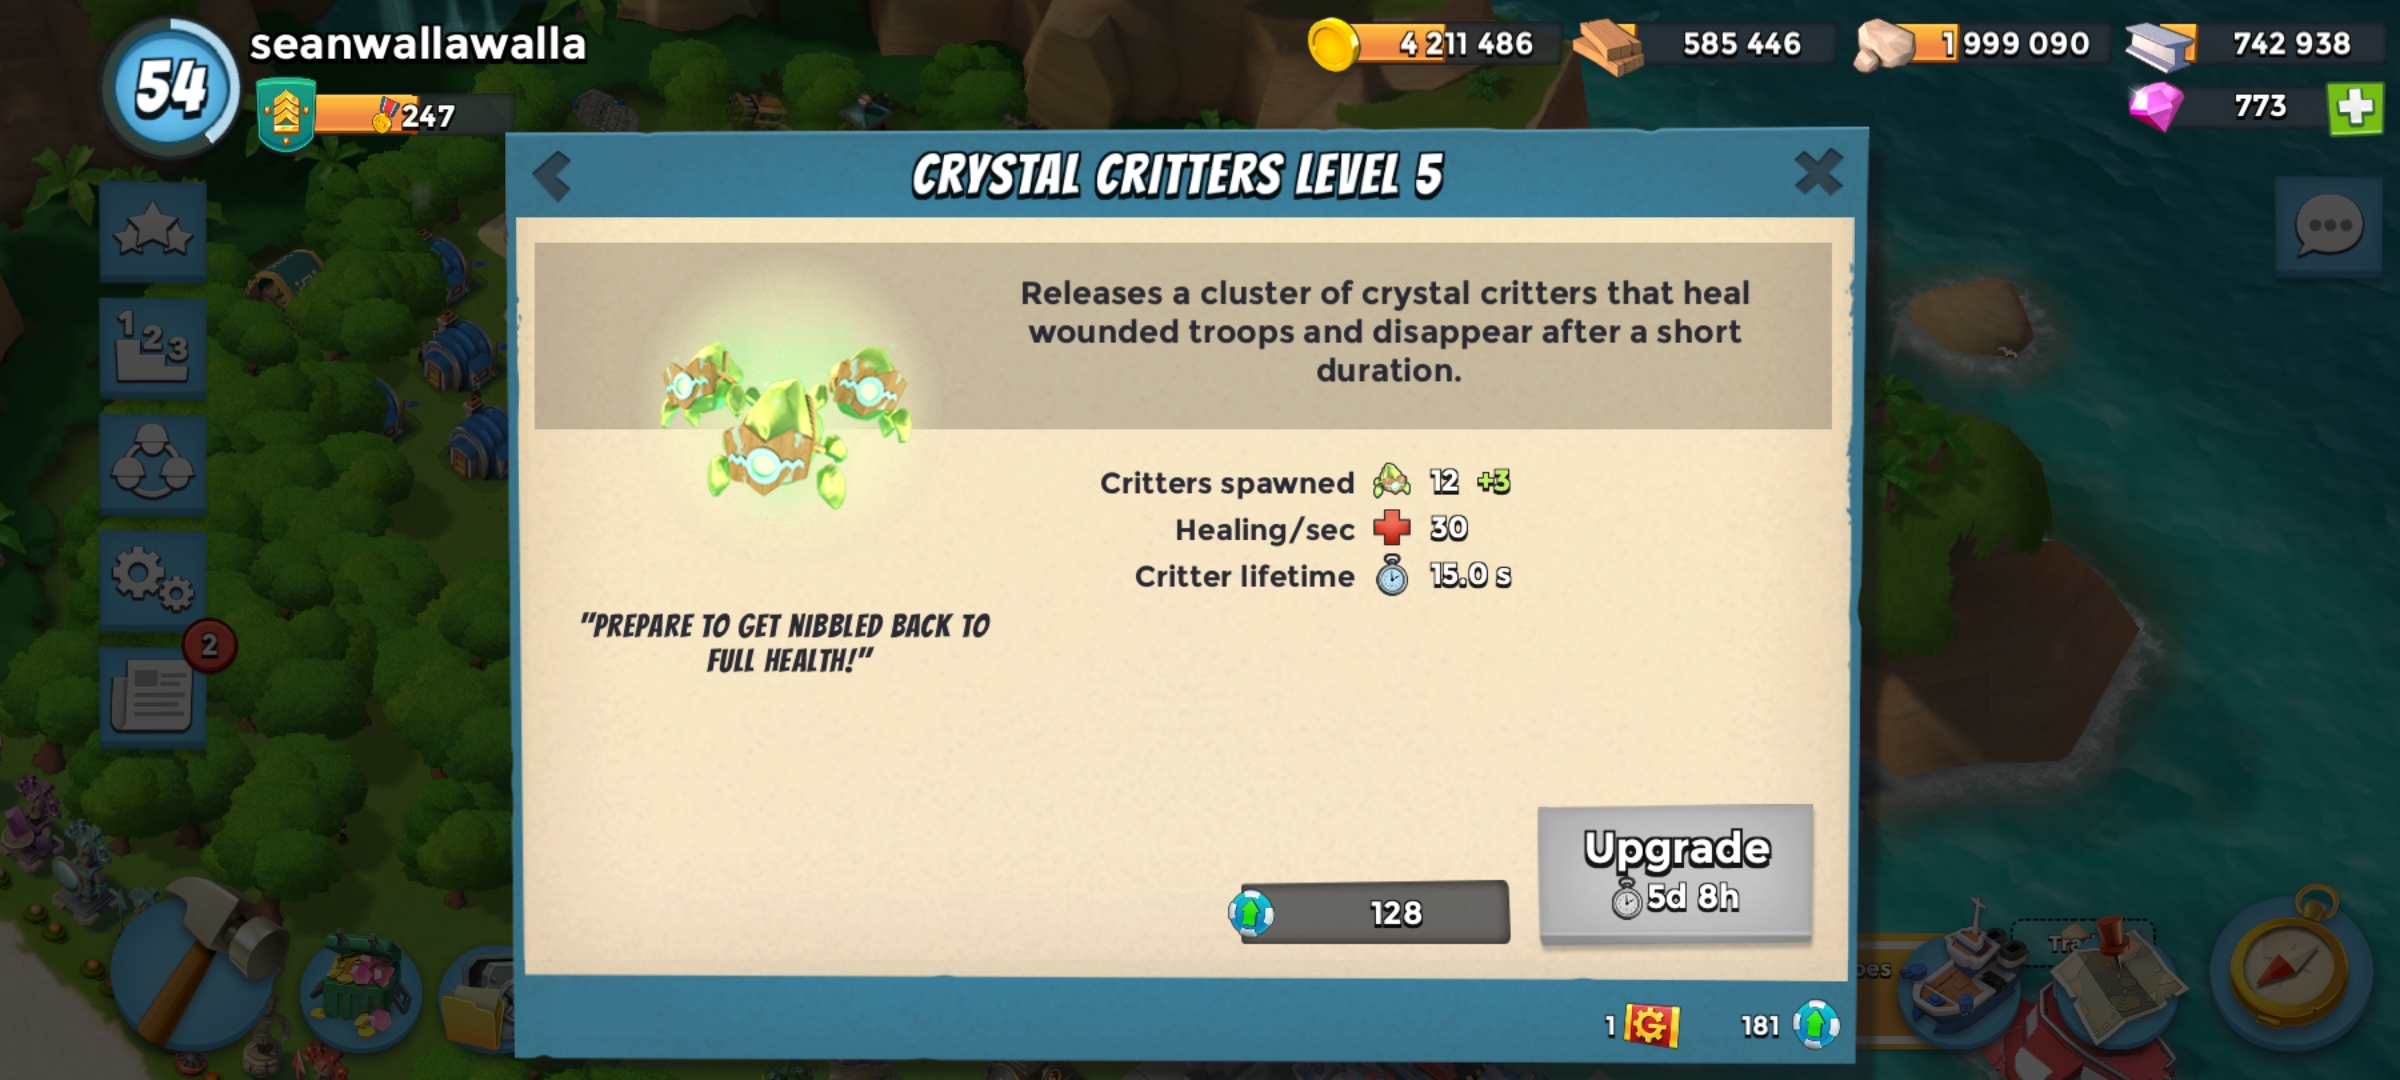 54
seanwallawalla
247
4 211 486
585 446
1 999 090
742 938
773
CRYSTAL CRITTERS LEVEL 5
Releases a cluster of crystal critters that heal
wounded troops and disappear after a short
duration.
1 2 3
Critters spawned 12 +3
Healing/sec 30
Critter lifetime 15.0 s
"PREPARE TO GET NIBBLED BACK TO
FULL HEALTH!"
2
Upgrade
5d 8h
128
1 G
181